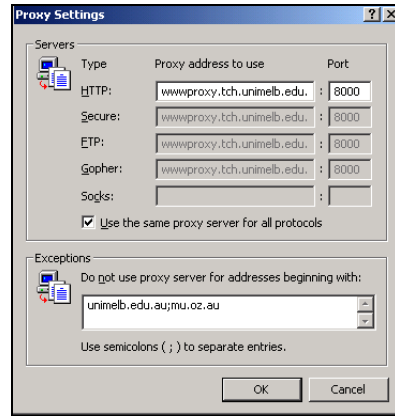 Proxy Settings
Servers
Type Proxy address to use Port
HTTP: wwwproxy.tch.unimelb.edu. : 8000
Secure: wwwproxy.tch.unimelb.edu. : 8000
FTP: wwwproxy.tch.unimelb.edu. : 8000
Gopher: wwwproxy.tch.unimelb.edu. : 8000
Socks: :
Use the same proxy server for all protocols
Exceptions
Do not use proxy server for addresses beginning with:
unimelb.edu.au;mu.oz.au
Use semicolons ( ; ) to separate entries.
OK Cancel